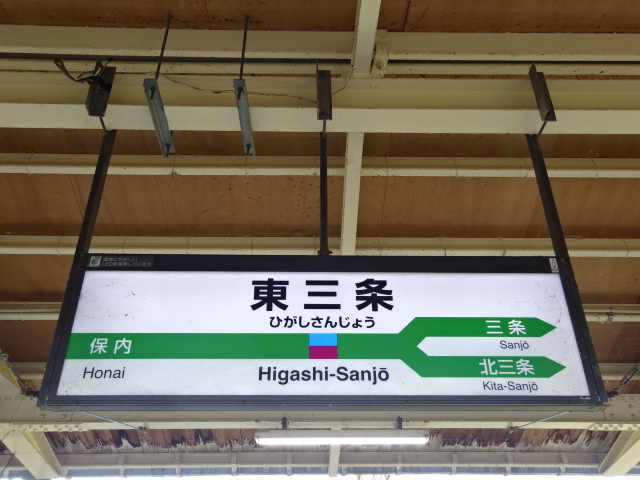 東三条
ひがしさんじょう
保内
Honai
Higashi-Sanjō
三条
Sanjō
北三条
Kita-Sanjō